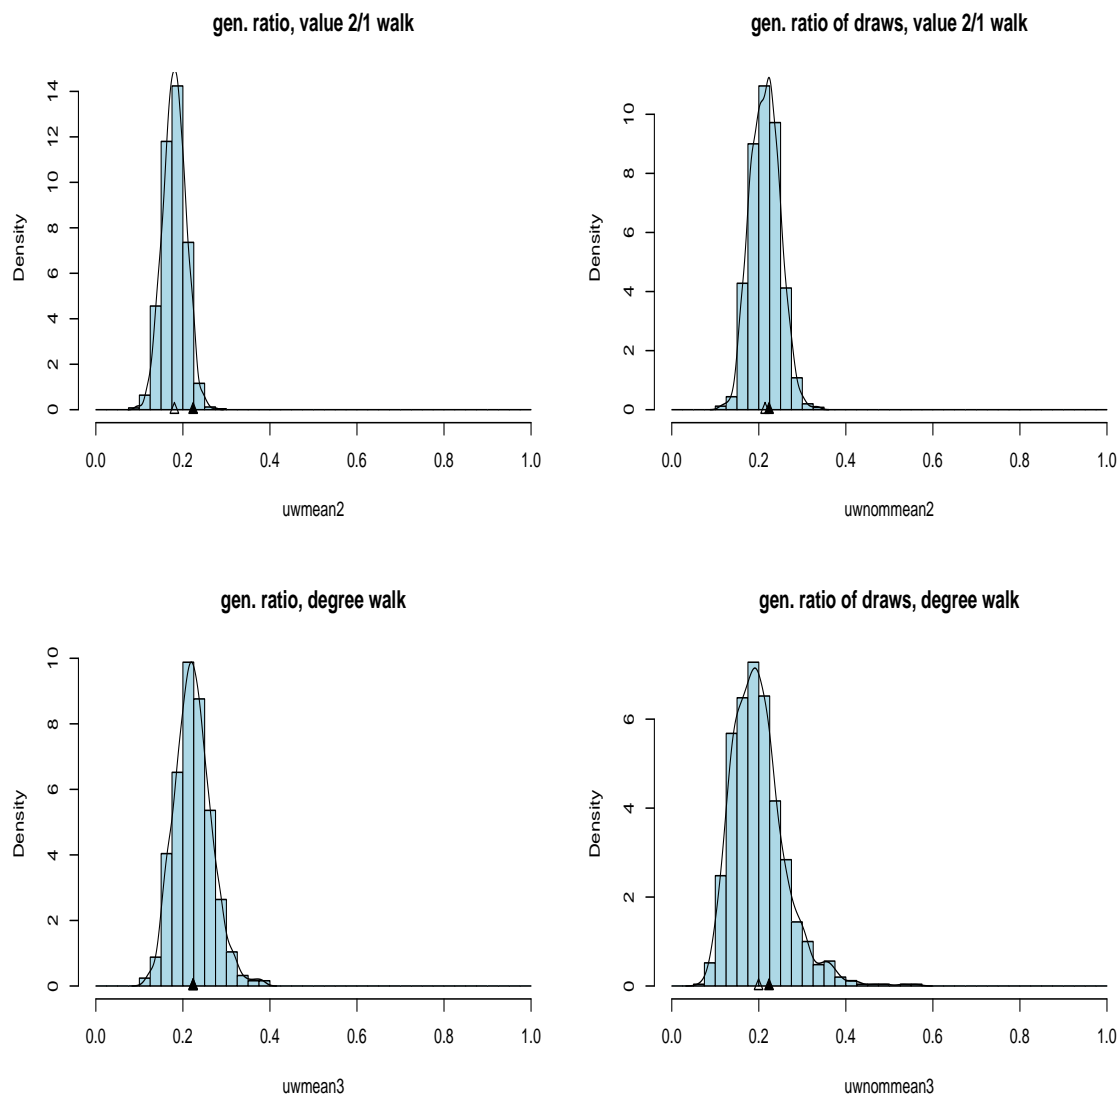 gen. ratio, value 2/1 walk
Density
14
12
10
8
6
4
2
0
0.0 0.2 0.4 0.6 0.8 1.0
uwmean2
gen. ratio of draws, value 2/1 walk
Density
10
8
6
4
2
0
0.0 0.2 0.4 0.6 0.8 1.0
uwnommean2
gen. ratio, degree walk
Density
10
8
6
4
2
0
0.0 0.2 0.4 0.6 0.8 1.0
uwmean3
gen. ratio of draws, degree walk
Density
6
4
2
0
0.0 0.2 0.4 0.6 0.8 1.0
uwnommean3